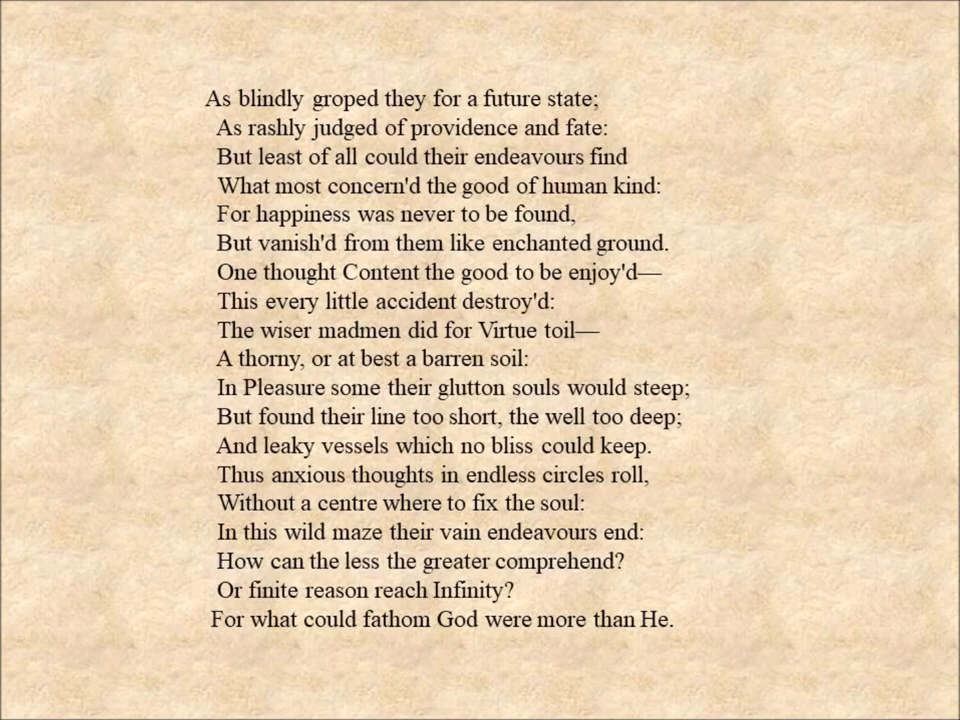 As blindly groped they for a future state;
As rashly judged of providence and fate:
But least of all could their endeavours find
What most concern'd the good of human kind:
For happiness was never to be found,
But vanish'd from them like enchanted ground.
One thought Content the good to be enjoy'd—
This every little accident destroy'd:
The wiser madmen did for Virtue toil—
A thorny, or at best a barren soil:
In Pleasure some their glutton souls would steep;
But found their line too short, the well too deep;
And leaky vessels which no bliss could keep.
Thus anxious thoughts in endless circles roll,
Without a centre where to fix the soul:
In this wild maze their vain endeavours end:
How can the less the greater comprehend?
Or finite reason reach Infinity?
For what could fathom God were more than He.